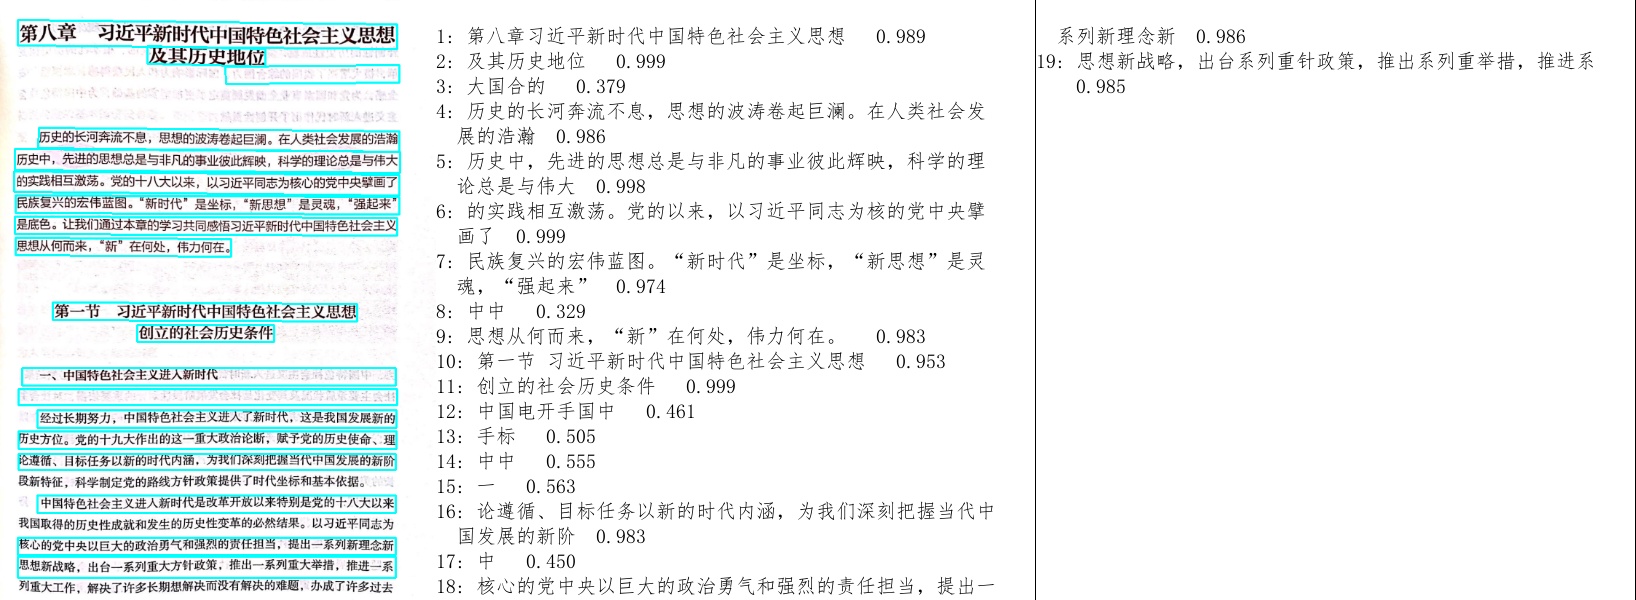 第八章 习近平新时代中国特色社会主义思想
及其历史地位
历史的长河奔流不息，思想的波涛卷起巨澜。在人类社会发展的浩瀚
历史中，先进的思想总是与非凡的事业彼此辉映，科学的理论总是与伟大
的实践相互激荡。党的十八大以来，以习近平同志为核心的党中央擘画了
民族复兴的宏伟蓝图。“新时代”是坐标，“新思想”是灵魂，“强起来”
是底色。让我们通过本章的学习共同感悟习近平新时代中国特色社会主义
思想从何而来，“新”在何处，伟力何在。
第一节 习近平新时代中国特色社会主义思想
创立的社会历史条件
一、中国特色社会主义进入新时代
经过长期努力，中国特色社会主义进入了新时代，这是我国发展新的
历史方位。党的十九大作出的这一重大政治论断，赋予党的历史使命、理
论遵循、目标任务以新的时代内涵，为我们深刻把握当代中国发展的新阶
段新特征，科学制定党的路线方针政策提供了时代坐标和基本依据。
中国特色社会主义进入新时代是改革开放以来特别是党的十八大以来
我国取得的历史性成就和发生的历史性变革的必然结果。以习近平同志为
核心的党中央以巨大的政治勇气和强烈的责任担当，提出一系列新理念新
思想新战略，出台一系列重大方针政策，推出一系列重大举措，推进一系
列重大工作，解决了许多长期想解决而没有解决的难题，办成了许多过去
1: 第八章习近平新时代中国特色社会主义思想 0.989
2: 及其历史地位 0.999
3: 大国合的 0.379
4: 历史的长河奔流不息，思想的波涛卷起巨澜。在人类社会发
展的浩瀚 0.986
5: 历史中，先进的思想总是与非凡的事业彼此辉映，科学的理
论总是与伟大 0.998
6: 的实践相互激荡。党的以来，以习近平同志为核的党中央擘
画了 0.999
7: 民族复兴的宏伟蓝图。“新时代”是坐标，“新思想”是灵
魂，“强起来” 0.974
8: 中中 0.329
9: 思想从何而来，“新”在何处，伟力何在。 0.983
10: 第一节 习近平新时代中国特色社会主义思想 0.953
11: 创立的社会历史条件 0.999
12: 中国电开手国中 0.461
13: 手标 0.505
14: 中中 0.555
15: 一 0.563
16: 论遵循、目标任务以新的时代内涵，为我们深刻把握当代中
国发展的新阶 0.983
17: 中 0.450
18: 核心的党中央以巨大的政治勇气和强烈的责任担当，提出一
系列新理念新 0.986
19: 思想新战略，出台系列重针政策，推出系列重举措，推进系
0.985